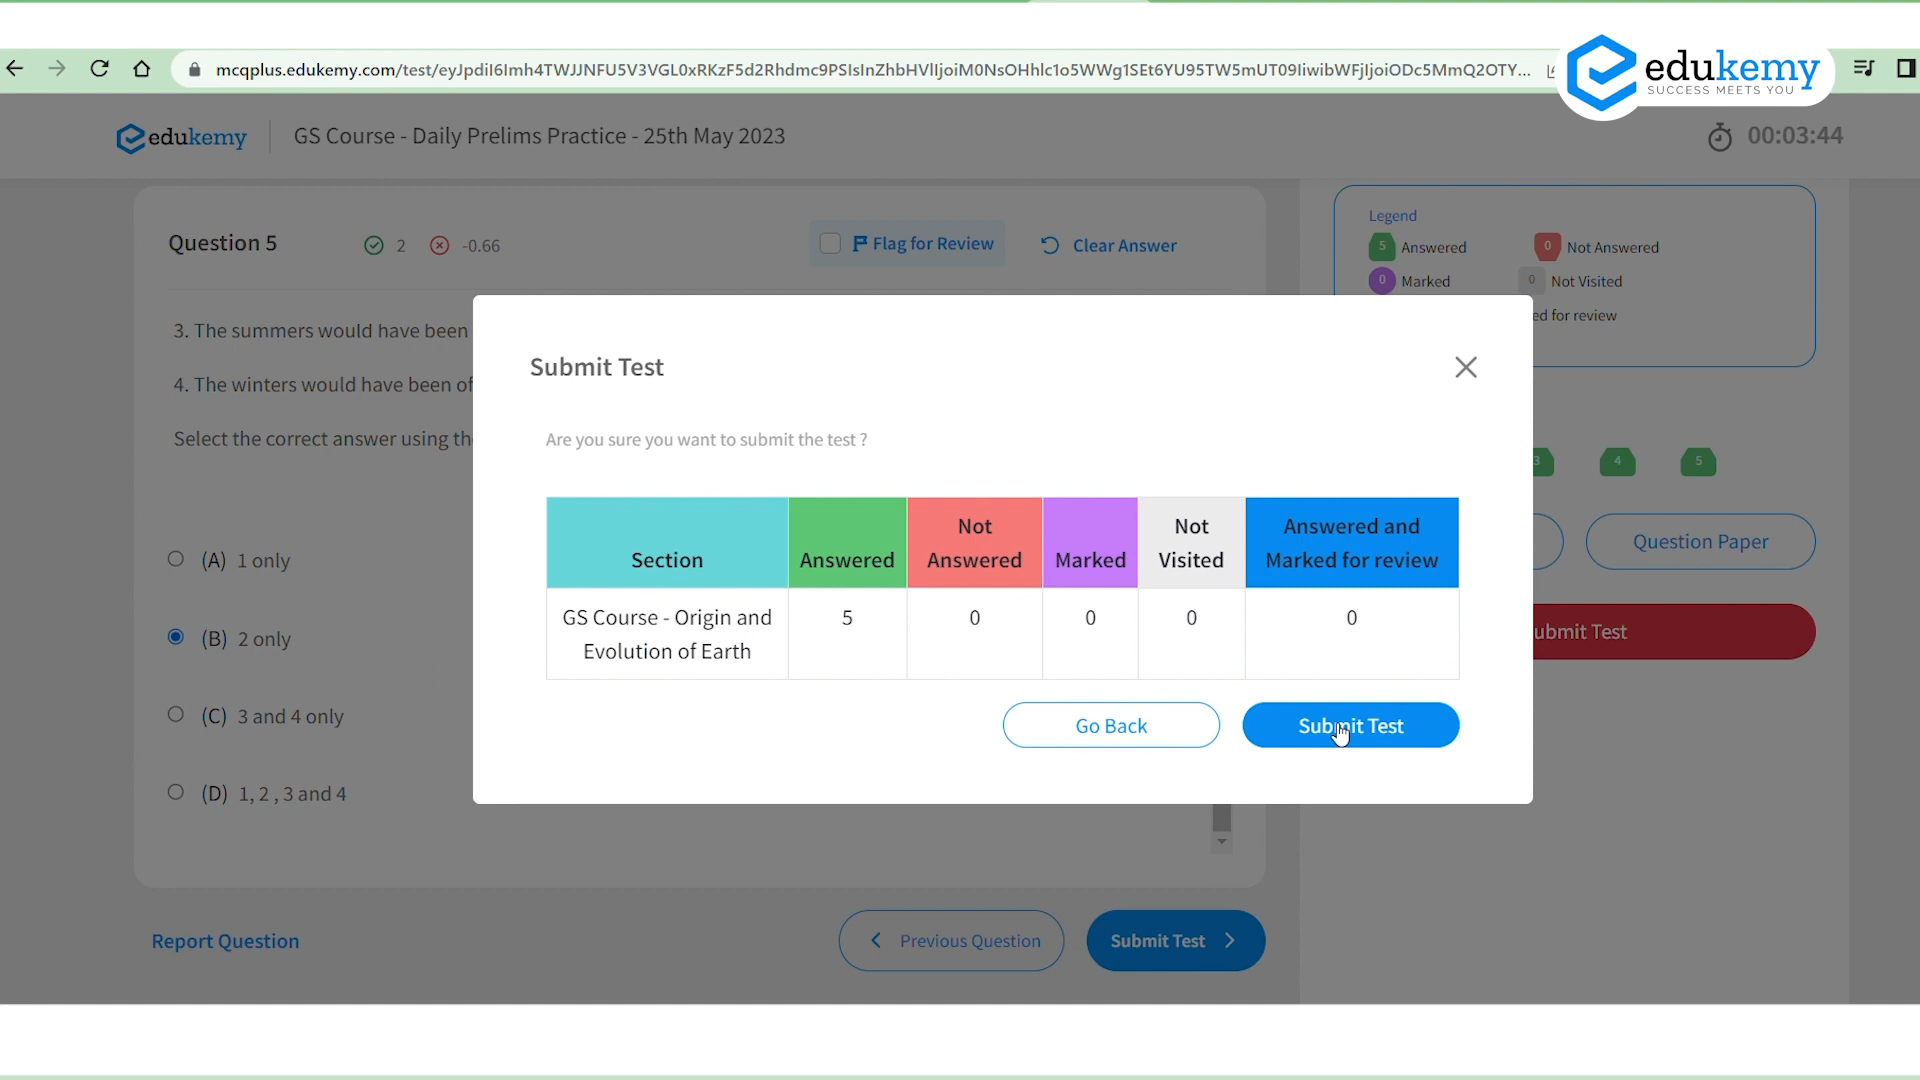 mcqplus.edukemy.com/test/
edukemy
SUCCESS MEETS YOU
edukemy
GS Course - Daily Prelims Practice - 25th May 2023
00:03:44
Question 5
2
-0.66
Flag for Review
Clear Answer
Legend
5 Answered
0 Not Answered
0 Marked
0 Not Visited
ed for review
3. The summers would have been
4. The winters would have been of
Select the correct answer using th
(A) 1 only
(B) 2 only
(C) 3 and 4 only
(D) 1, 2 , 3 and 4
Submit Test
Are you sure you want to submit the test ?
Section
Answered
Not
Answered
Marked
Not
Visited
Answered and
Marked for review
GS Course - Origin and
Evolution of Earth
5
0
0
0
0
Go Back
Submit Test
3
4
5
Question Paper
ubmit Test
Report Question
Previous Question
Submit Test